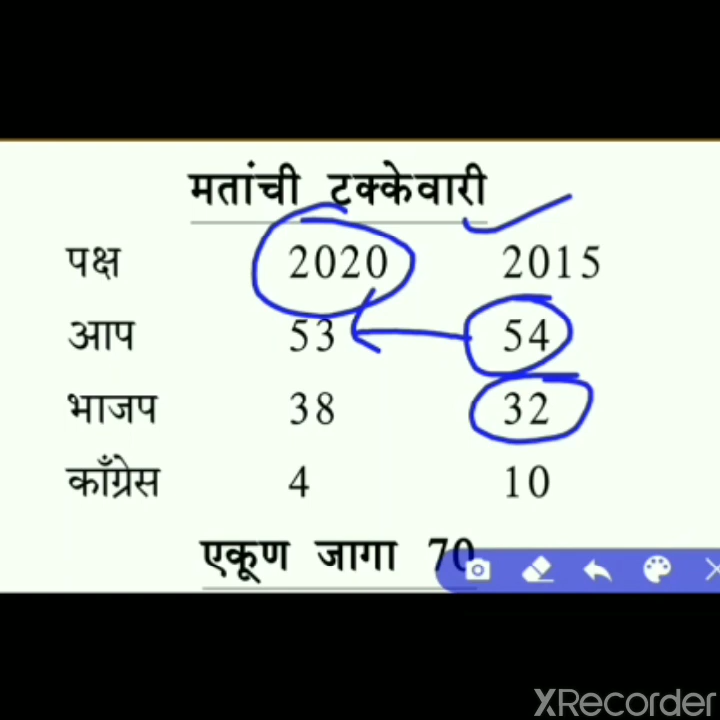 मतांची टक्केवारी
पक्ष 2020 2015
आप 53 54
भाजप 38 32
काँग्रेस 4 10
एकूण जागा 70
XRecorder